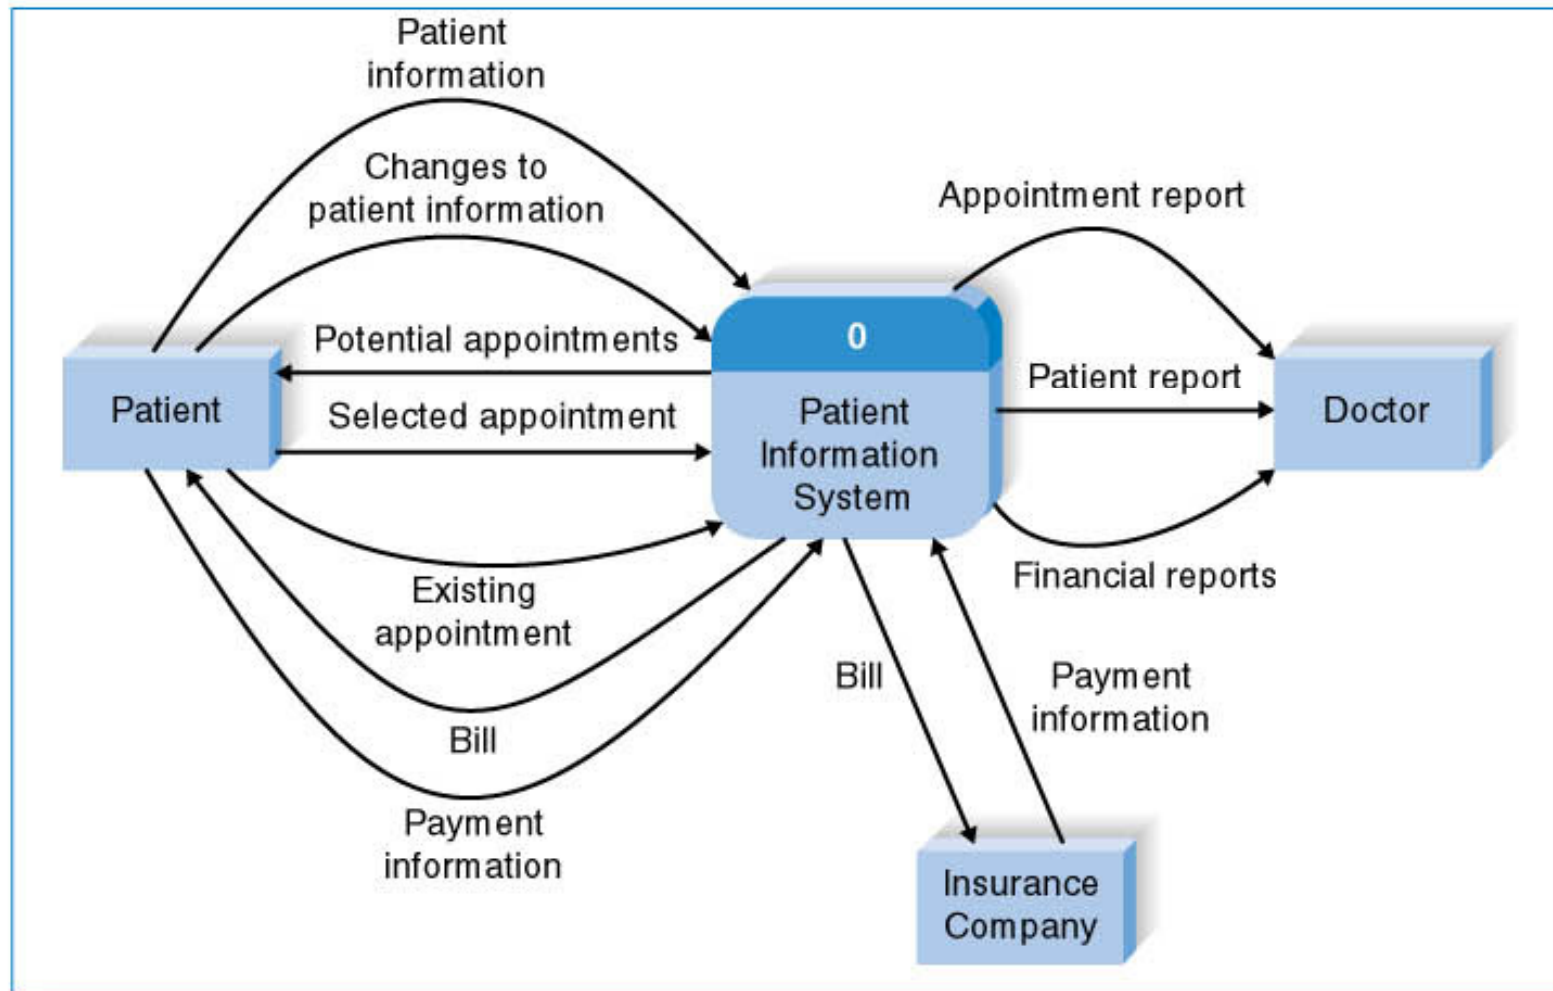 Patient
information
Changes to
patient information
Appointment report
0
Potential appointments
Patient report
Patient
Selected appointment
Patient
Information
System
Doctor
Existing
appointment
Financial reports
Bill
Payment
information
Bill
Payment
information
Insurance
Company